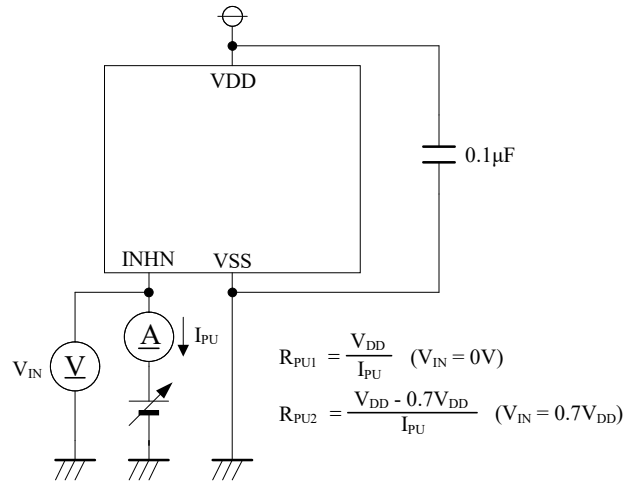 VDD
0.1μF
INHN VSS
A
I_PU
V_IN
V
R_PU1 = V_DD / I_PU (V_IN = 0V)
R_PU2 = V_DD - 0.7V_DD / I_PU (V_IN = 0.7V_DD)